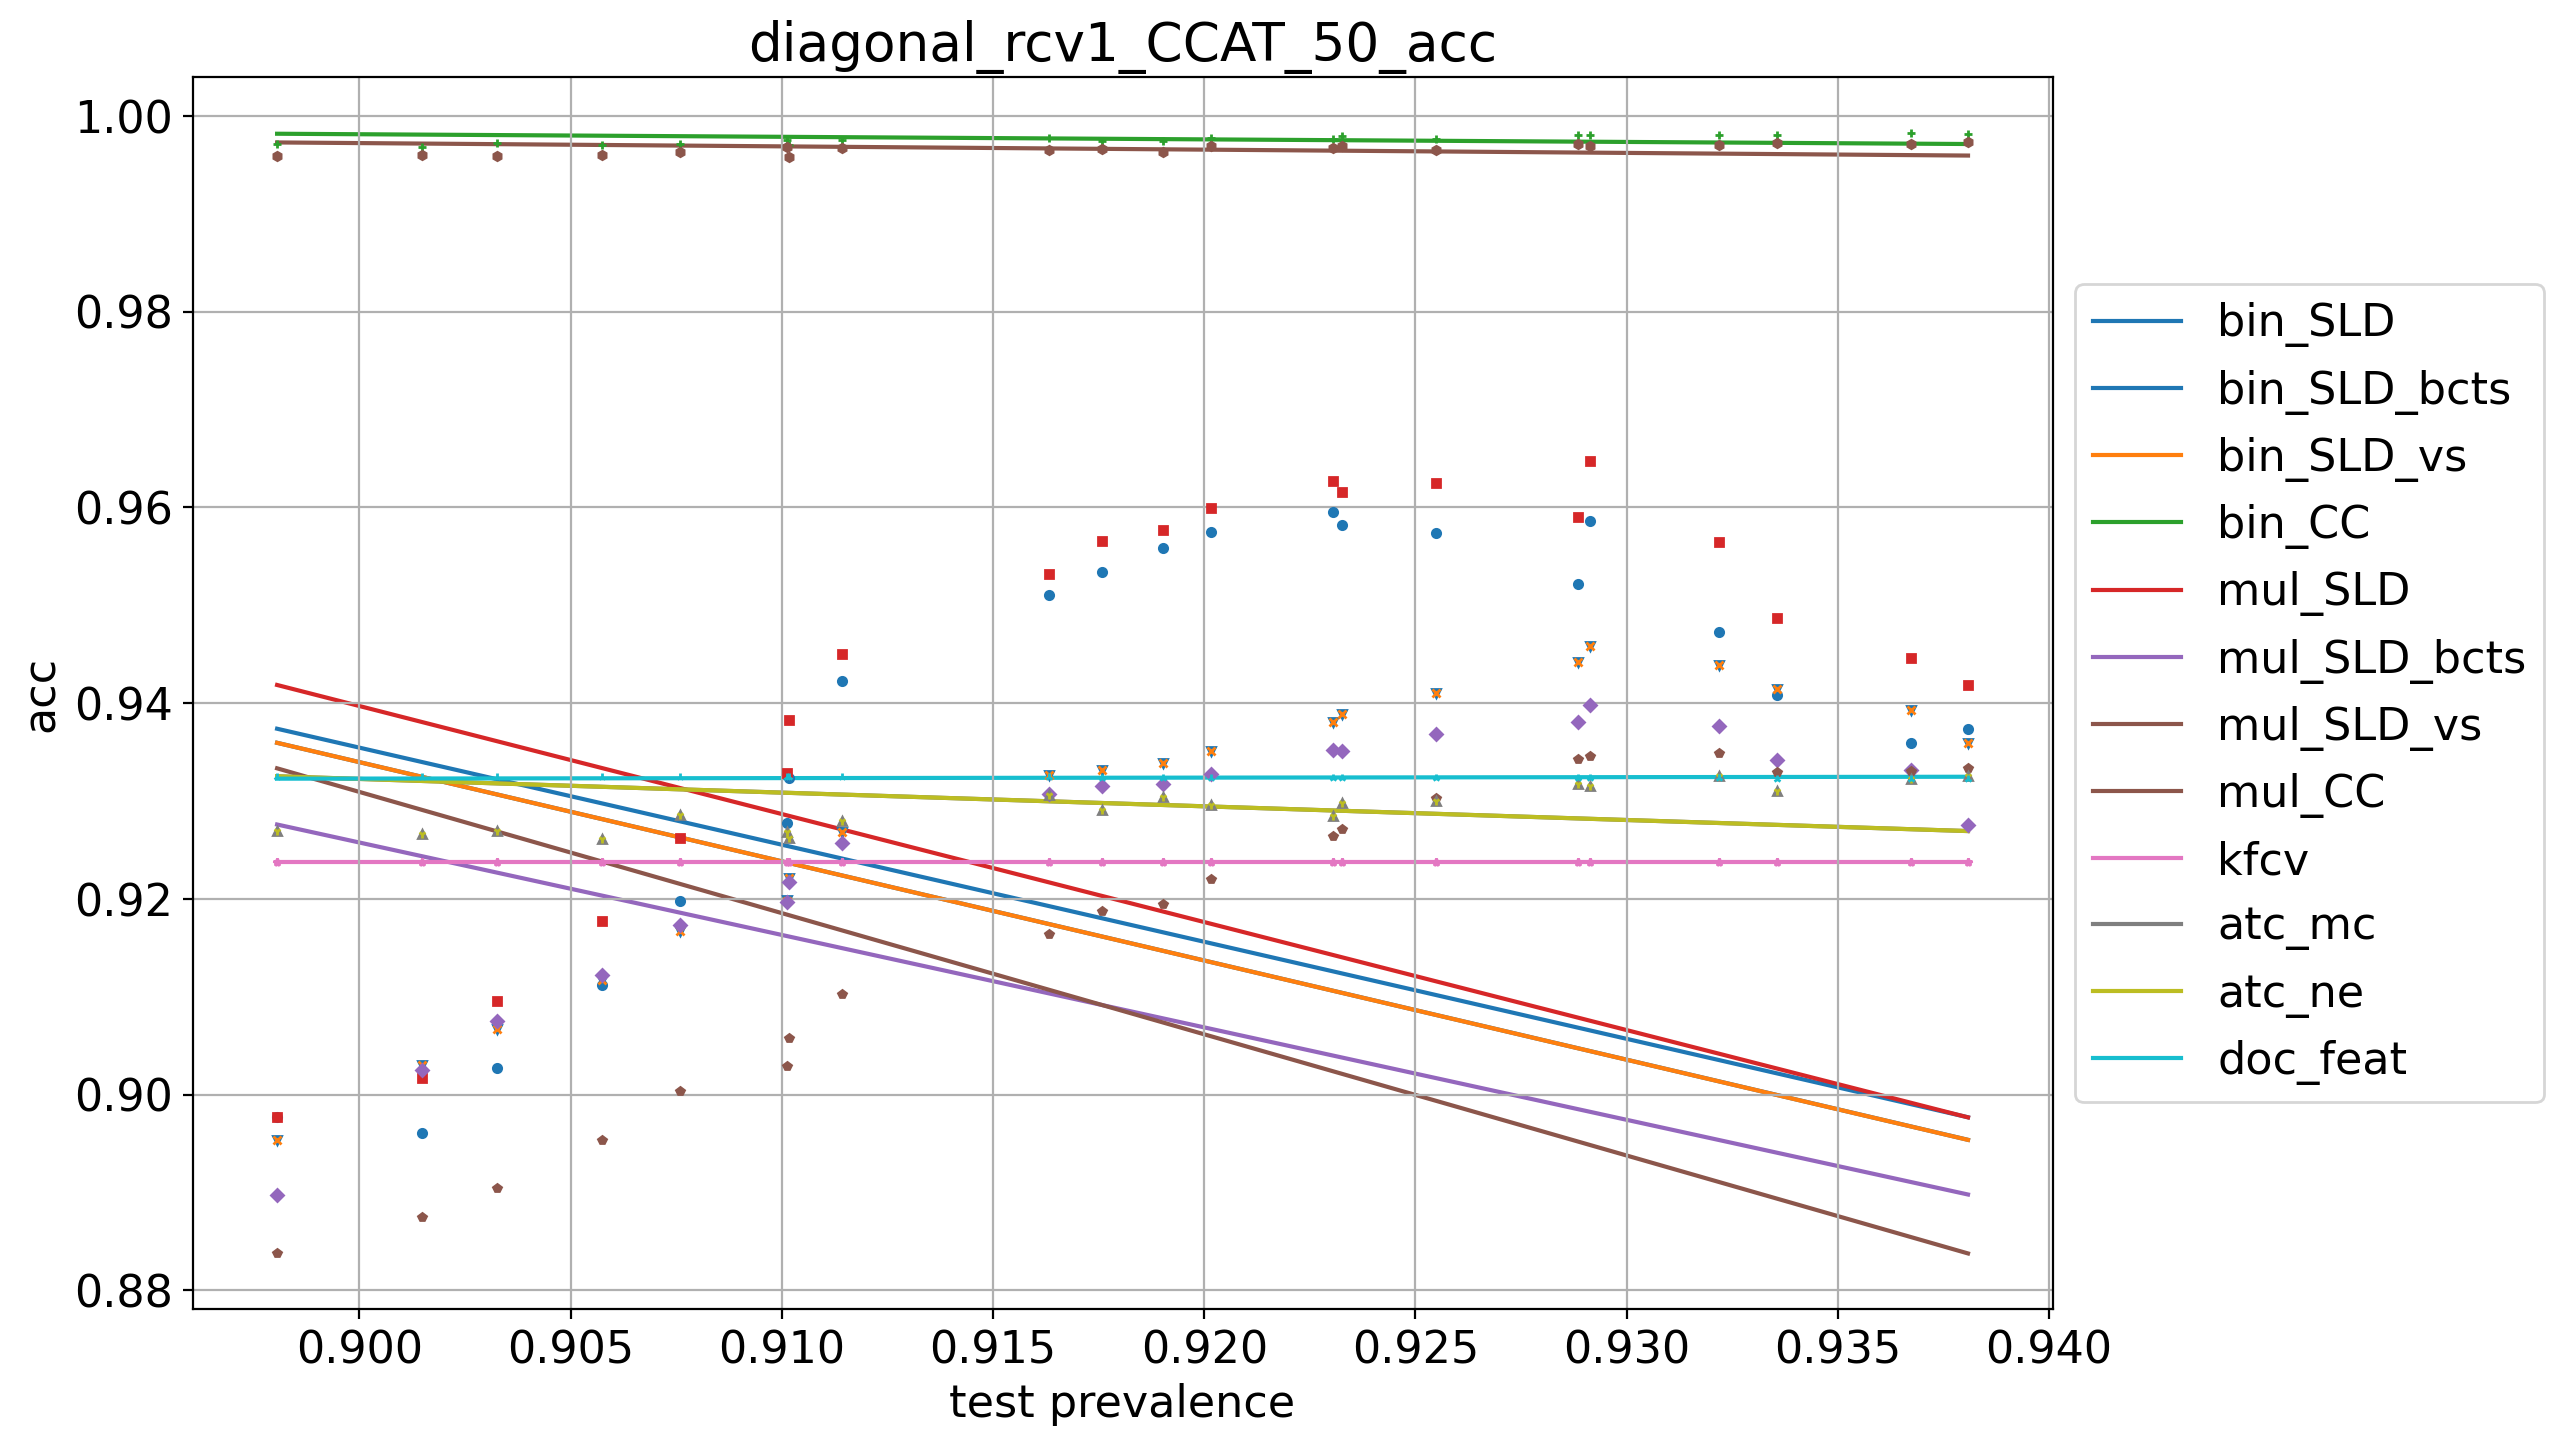 diagonal_rcv1_CCAT_50_acc
1.00
0.98
0.96
0.94
0.92
0.90
0.88
acc
0.900
0.905
0.910
0.915
0.920
0.925
0.930
0.935
0.940
test prevalence
bin_SLD
bin_SLD_bcts
bin_SLD_vs
bin_CC
mul_SLD
mul_SLD_bcts
mul_SLD_vs
mul_CC
kfcv
atc_mc
atc_ne
doc_feat